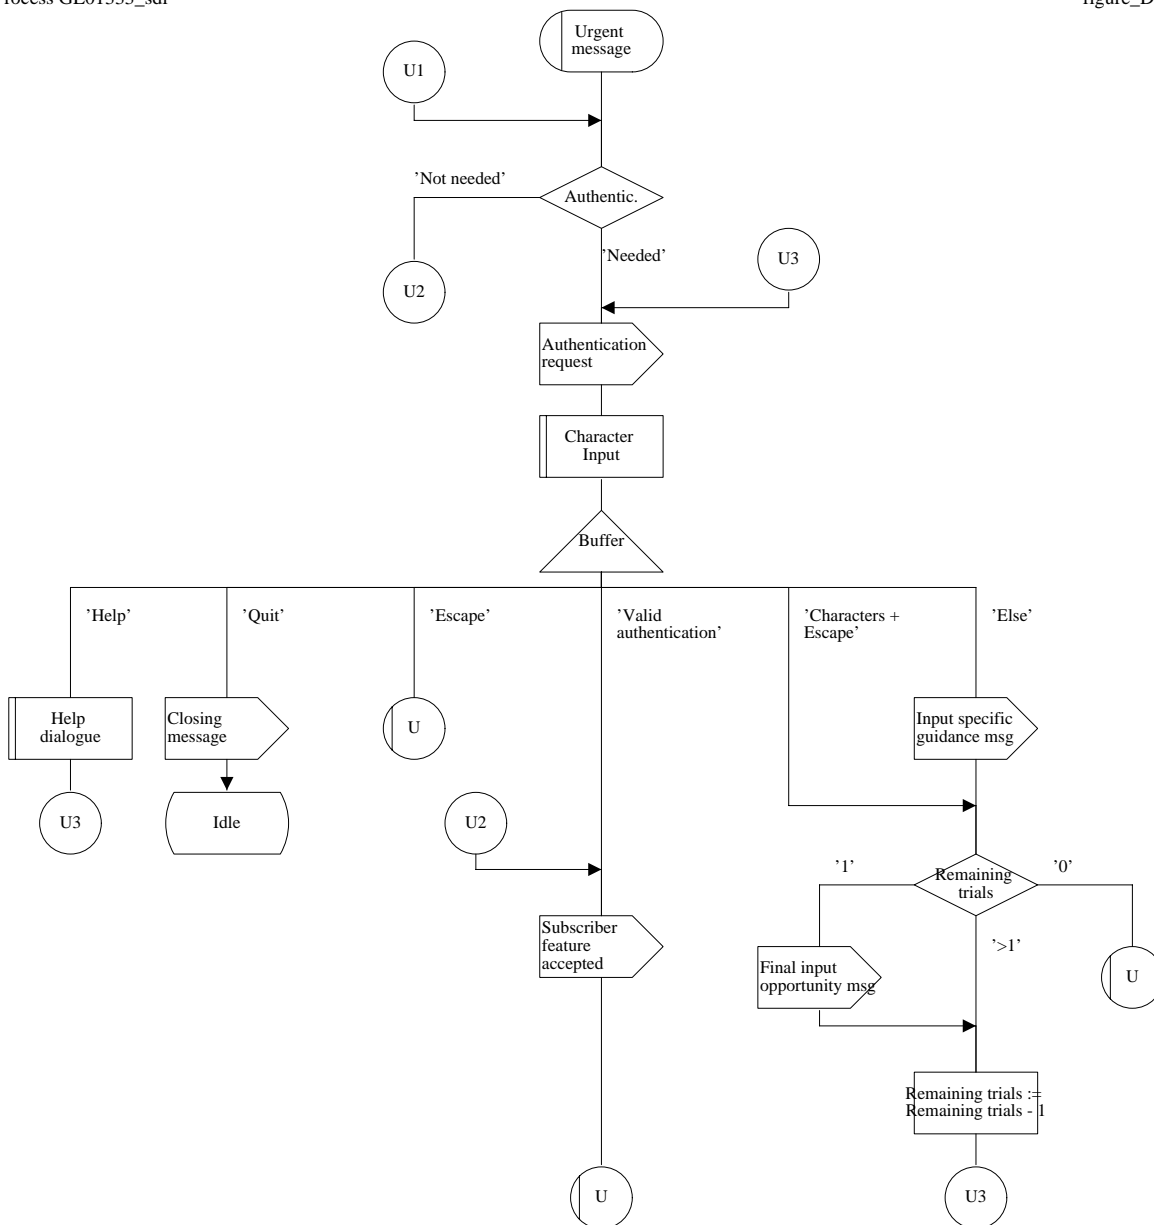 figure_D
Urgent
message
U1
'Not needed'
Authentic.
'Needed'
U3
U2
Authentication
request
Character
Input
Buffer
'Help'
'Quit'
'Escape'
'Valid
authentication'
'Characters +
Escape'
'Else'
Help
dialogue
Closing
message
U
Input specific
guidance msg
U3
Idle
U2
'1'
Remaining
trials
'0'
Subscriber
feature
accepted
'>1'
Final input
opportunity msg
U
Remaining trials :=
Remaining trials - 1
U
U3